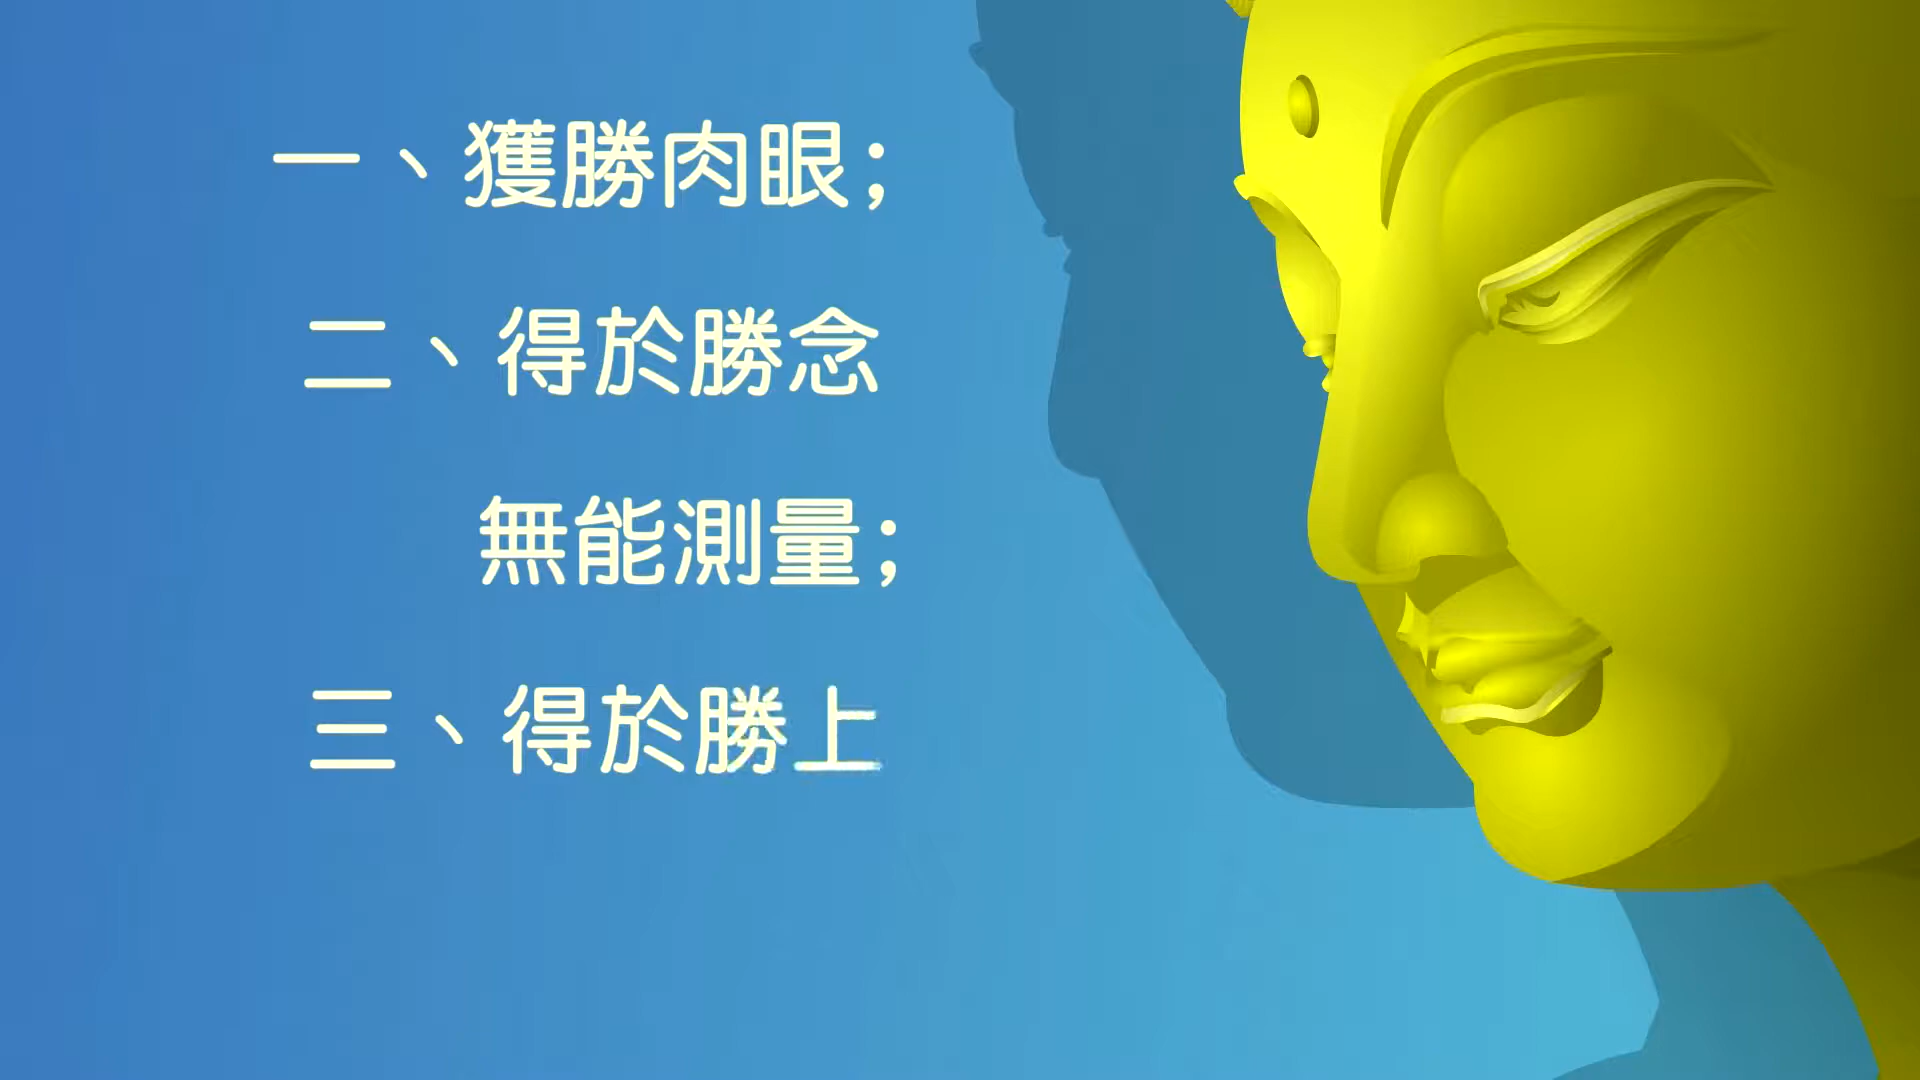 一、獲勝肉眼；
二、得於勝念
無能測量；
三、得於勝上